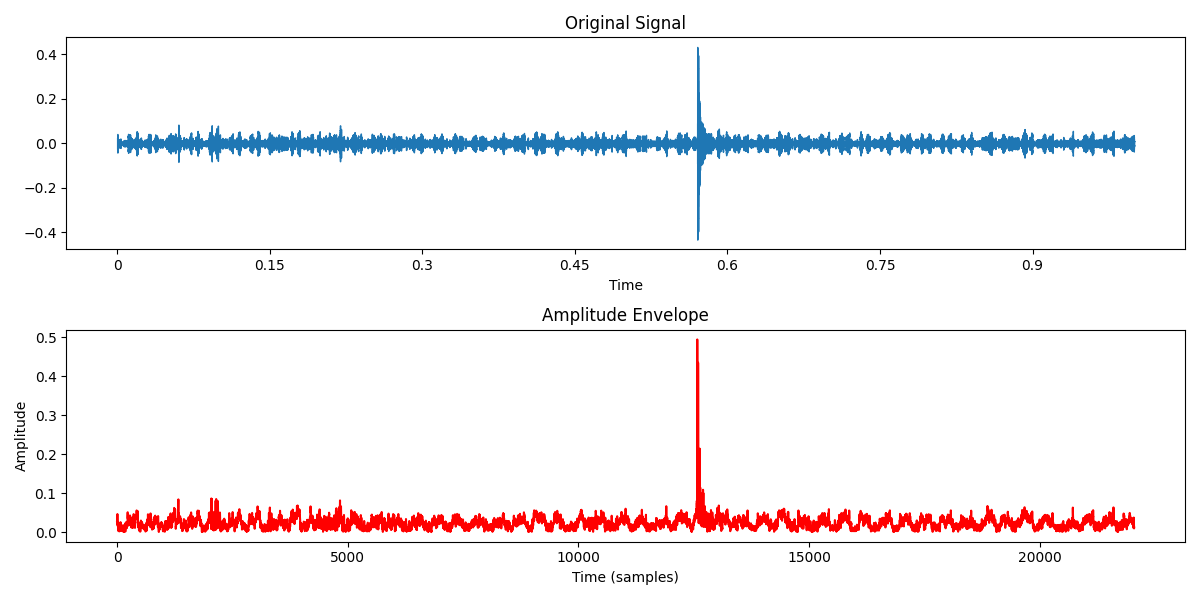 Original Signal
0.4
0.2
0.0
−0.2
−0.4
0 0.15 0.3 0.45 0.6 0.75 0.9
Time
Amplitude Envelope
Amplitude
0.5
0.4
0.3
0.2
0.1
0.0
0 5000 10000 15000 20000
Time (samples)